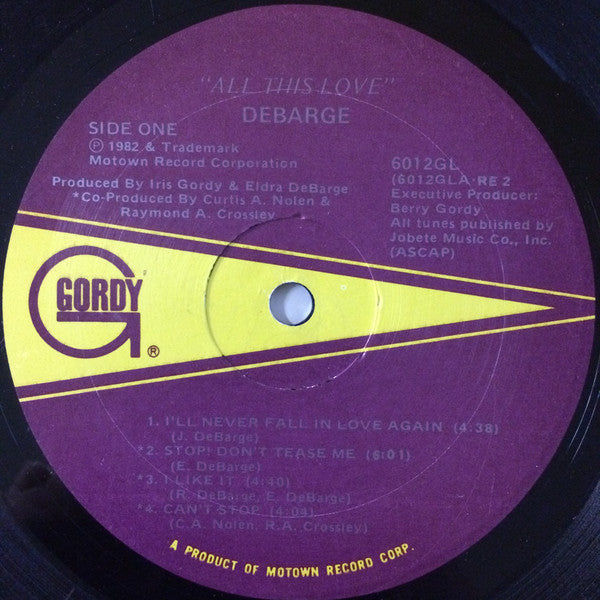 "ALL THIS LOVE"
DEBARGE
SIDE ONE
℗ 1982 & Trademark
Motown Record Corporation
Produced By Iris Gordy & Eldra DeBarge
*Co-Produced By Curtis A. Nolen &
Raymond A. Crossley
6012GL
(6012GLA-RE 2
Executive Producer:
Berry Gordy
All tunes published by
Jobete Music Co., Inc.
(ASCAP)
G
GORDY
®
1. I'LL NEVER FALL IN LOVE AGAIN (4:38)
(J. DeBarge)
*2. STOP! DON'T TEASE ME (6:01)
(E. DeBarge)
*3. I LIKE IT (4:40)
(R. DeBarge, E. DeBarge)
*4. CAN'T STOP (4:04)
(C.A. Nolen, R.A. Crossley)
A PRODUCT OF MOTOWN RECORD CORP.